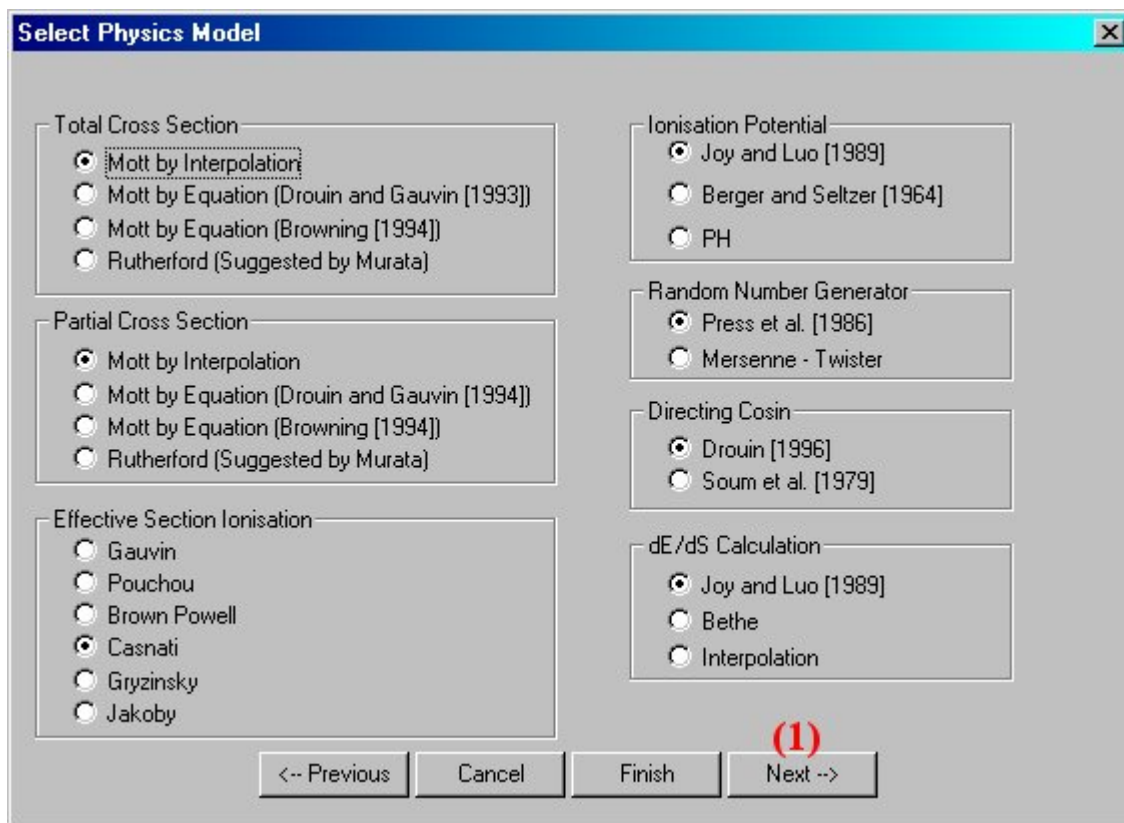 Select Physics Model
Total Cross Section
Mott by Interpolation
Mott by Equation (Drouin and Gauvin [1993])
Mott by Equation (Browning [1994])
Rutherford (Suggested by Murata)
Partial Cross Section
Mott by Interpolation
Mott by Equation (Drouin and Gauvin [1994])
Mott by Equation (Browning [1994])
Rutherford (Suggested by Murata)
Effective Section Ionisation
Gauvin
Pouchou
Brown Powell
Casnati
Gryzinsky
Jakoby
Ionisation Potential
Joy and Luo [1989]
Berger and Seltzer [1964]
PH
Random Number Generator
Press et al. [1986]
Mersenne - Twister
Directing Cosin
Drouin [1996]
Soum et al. [1979]
dE/dS Calculation
Joy and Luo [1989]
Bethe
Interpolation
(1)
<-- Previous
Cancel
Finish
Next -->